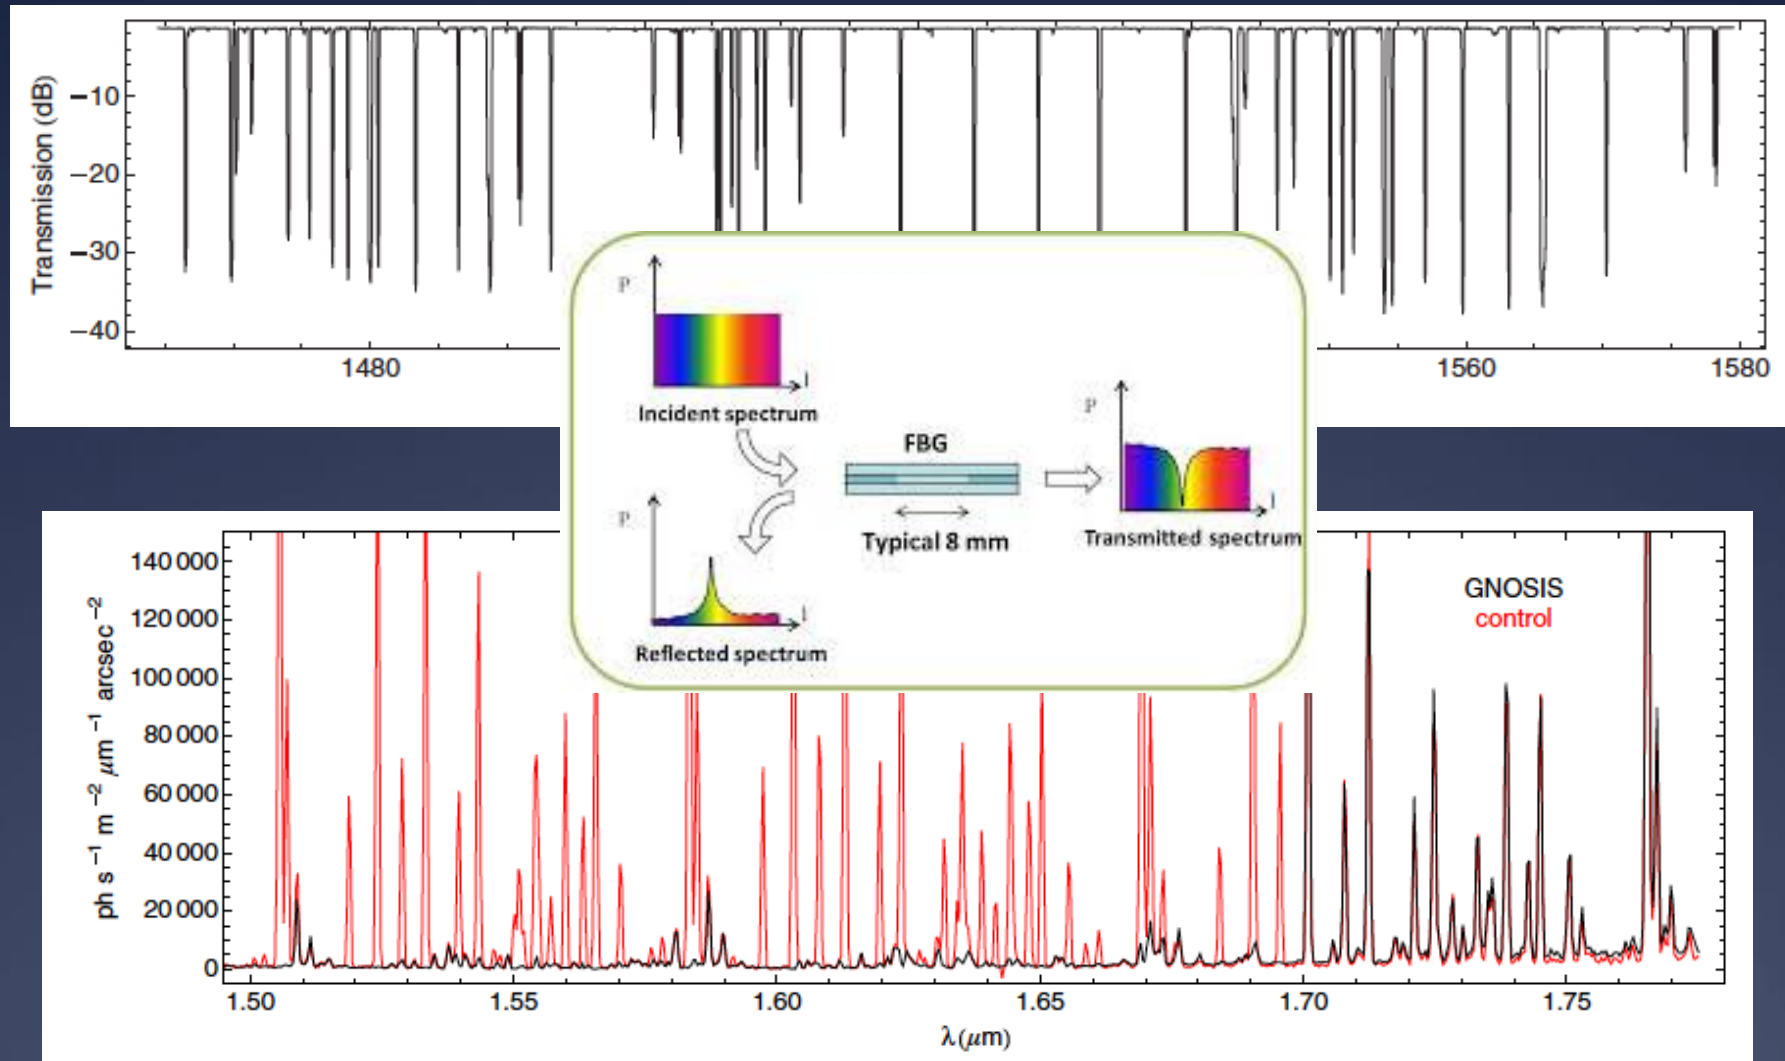 Transmission (dB)
−10
−20
−30
−40
1480
1560
1580
P
l
Incident spectrum
FBG
Typical 8 mm
P
l
Transmitted spectrum
P
l
Reflected spectrum
ph s⁻¹ m⁻² μm⁻¹ arcsec⁻²
140 000
120 000
100 000
80 000
60 000
40 000
20 000
0
GNOSIS
control
1.50
1.55
1.60
1.65
1.70
1.75
λ(μm)